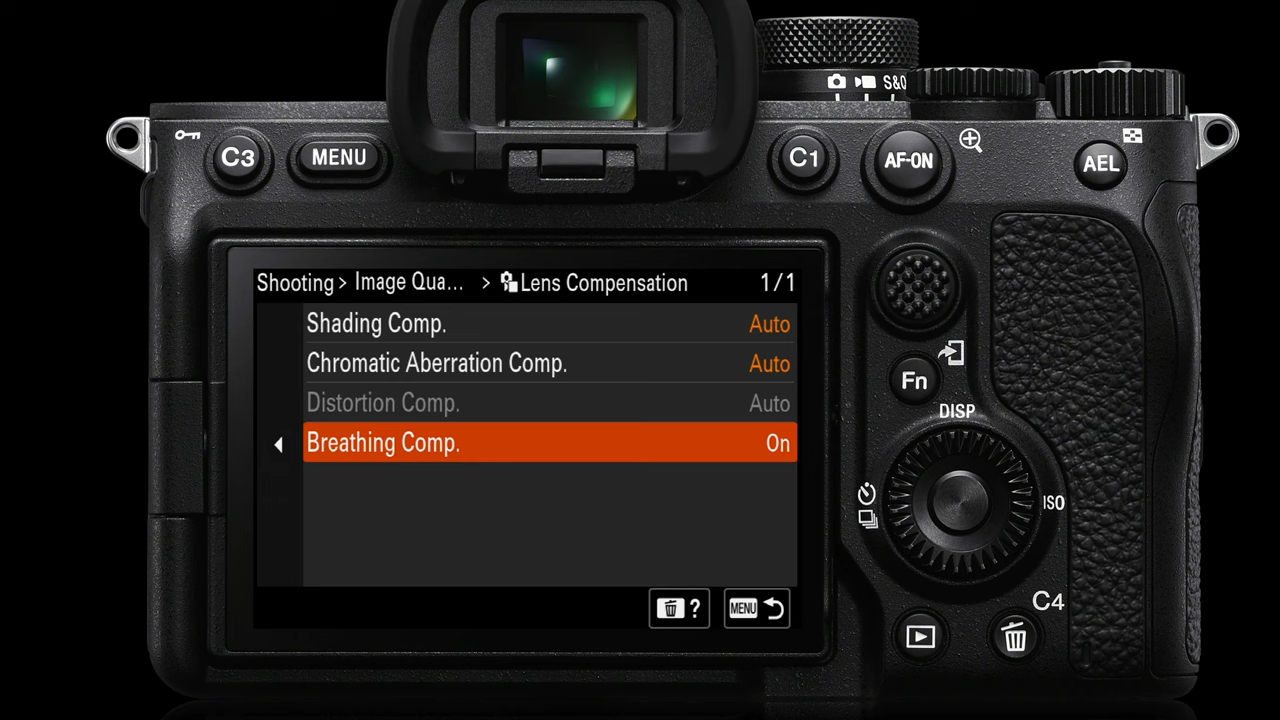 S&Q
C3
MENU
C1
AF-ON
AEL
Shooting > Image Qua... > Lens Compensation 1/1
Shading Comp. Auto
Chromatic Aberration Comp. Auto
Distortion Comp. Auto
Breathing Comp. On
? MENU
Fn
DISP
ISO
C4